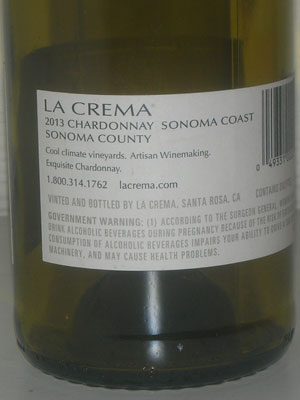 LA CREMA®
2013 CHARDONNAY SONOMA COAST
SONOMA COUNTY
Cool climate vineyards. Artisan Winemaking.
Exquisite Chardonnay.
1.800.314.1762 lacrema.com
VINTED AND BOTTLED BY LA CREMA, SANTA ROSA, CA
CONTAINS
GOVERNMENT WARNING: (1) ACCORDING TO THE SURGEON GENERAL, WOMEN
DRINK ALCOHOLIC BEVERAGES DURING PREGNANCY BECAUSE OF THE RISK OF
CONSUMPTION OF ALCOHOLIC BEVERAGES IMPAIRS YOUR ABILITY TO
MACHINERY, AND MAY CAUSE HEALTH PROBLEMS.